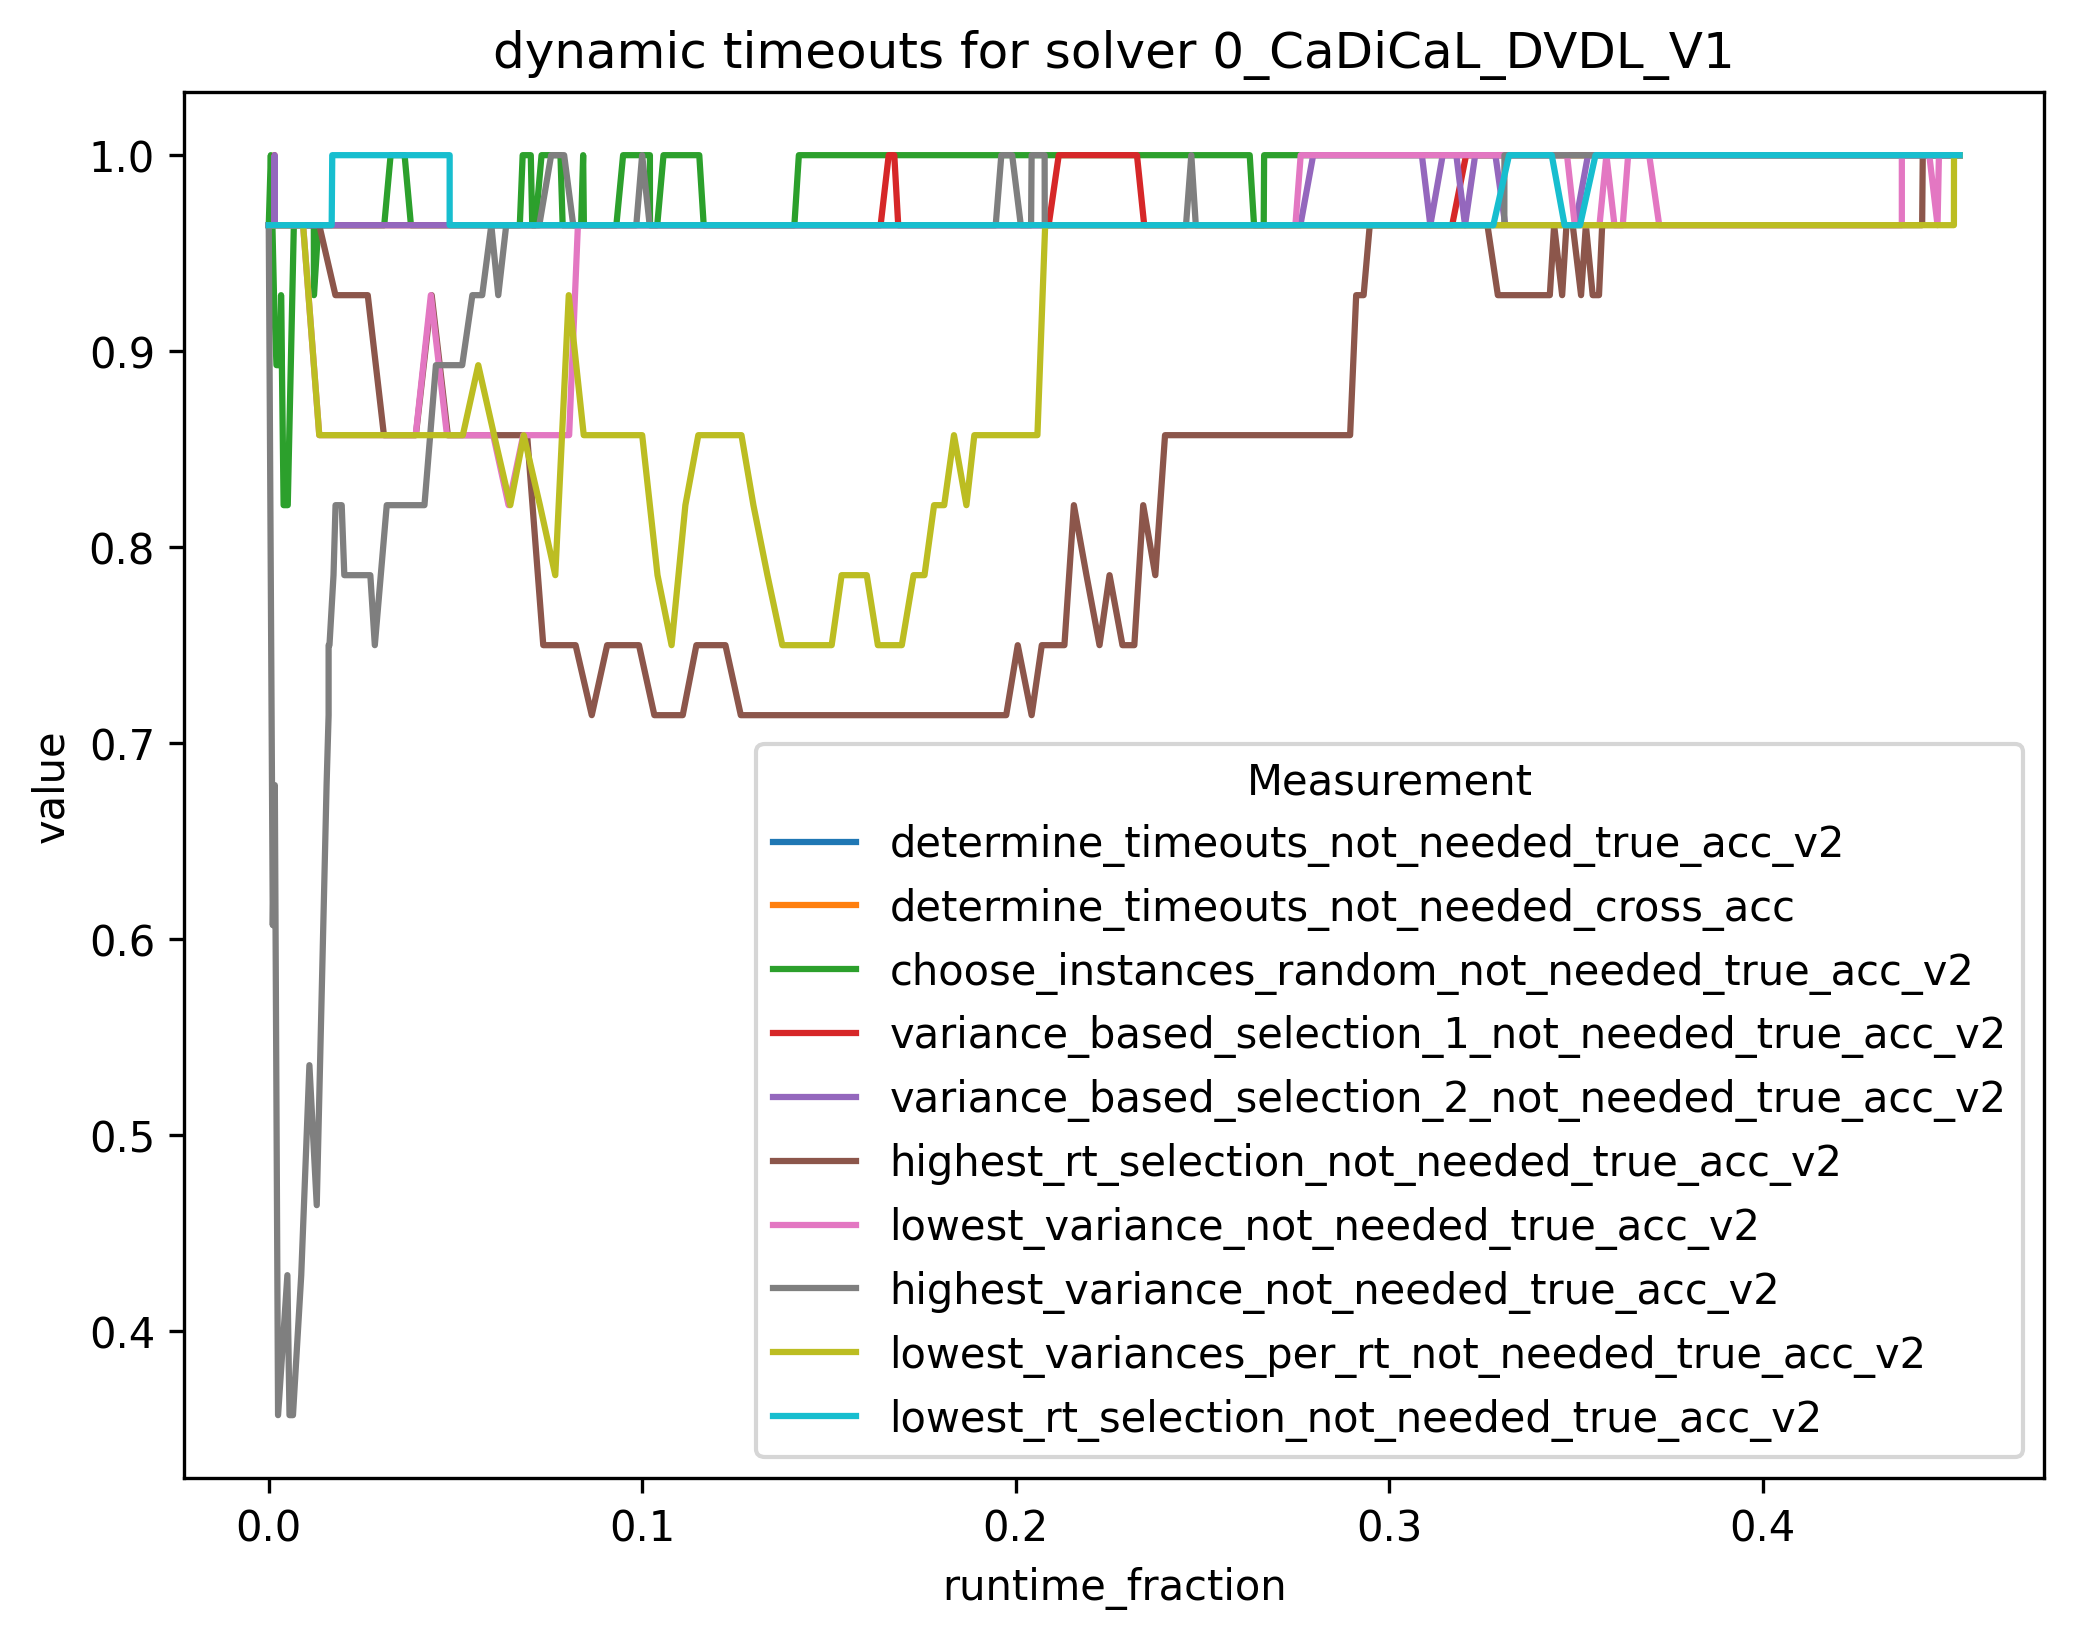 dynamic timeouts for solver 0_CaDiCaL_DVDL_V1
1.0
0.9
0.8
0.7
0.6
0.5
0.4
value
Measurement
determine_timeouts_not_needed_true_acc_v2
determine_timeouts_not_needed_cross_acc
choose_instances_random_not_needed_true_acc_v2
variance_based_selection_1_not_needed_true_acc_v2
variance_based_selection_2_not_needed_true_acc_v2
highest_rt_selection_not_needed_true_acc_v2
lowest_variance_not_needed_true_acc_v2
highest_variance_not_needed_true_acc_v2
lowest_variances_per_rt_not_needed_true_acc_v2
lowest_rt_selection_not_needed_true_acc_v2
0.0 0.1 0.2 0.3 0.4
runtime_fraction